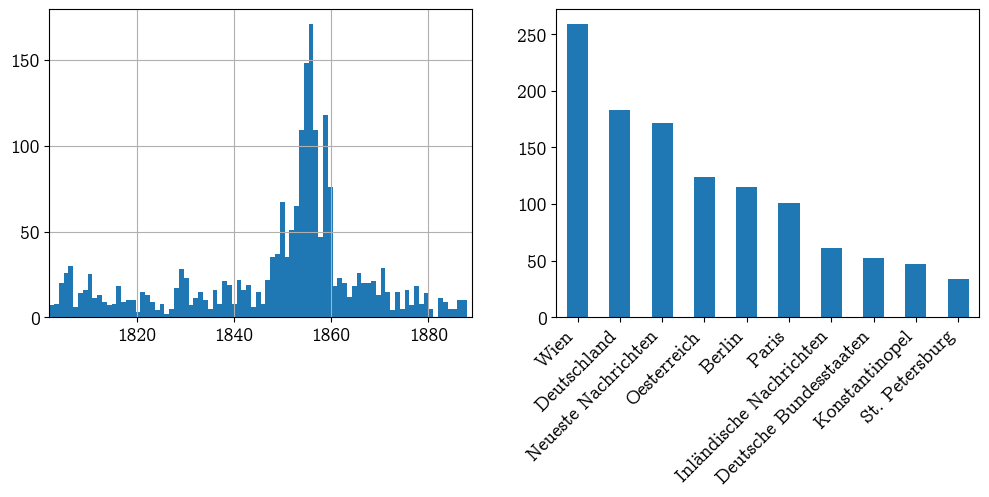 150
100
50
0
1820 1840 1860 1880
250
200
150
100
50
0
Wien
Deutschland
Neueste Nachrichten
Oesterreich
Berlin
Paris
Inländische Nachrichten
Deutsche Bundesstaaten
Konstantinopel
St. Petersburg